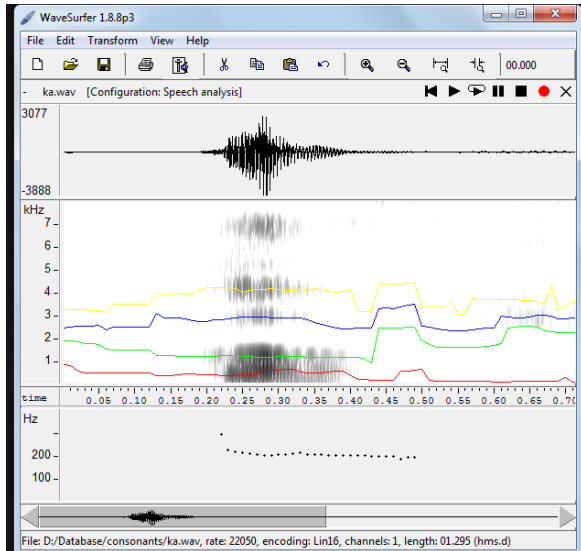 WaveSurfer 1.8.8p3
File Edit Transform View Help
00.000
- ka.wav [Configuration: Speech analysis]
3077
-3888
kHz
7
6
5
4
3
2
1
time 0.05 0.10 0.15 0.20 0.25 0.30 0.35 0.40 0.45 0.50 0.55 0.60 0.65 0.70
Hz
200
100
File: D:/Database/consonants/ka.wav, rate: 22050, encoding: Lin16, channels: 1, length: 01.295 (hms.d)